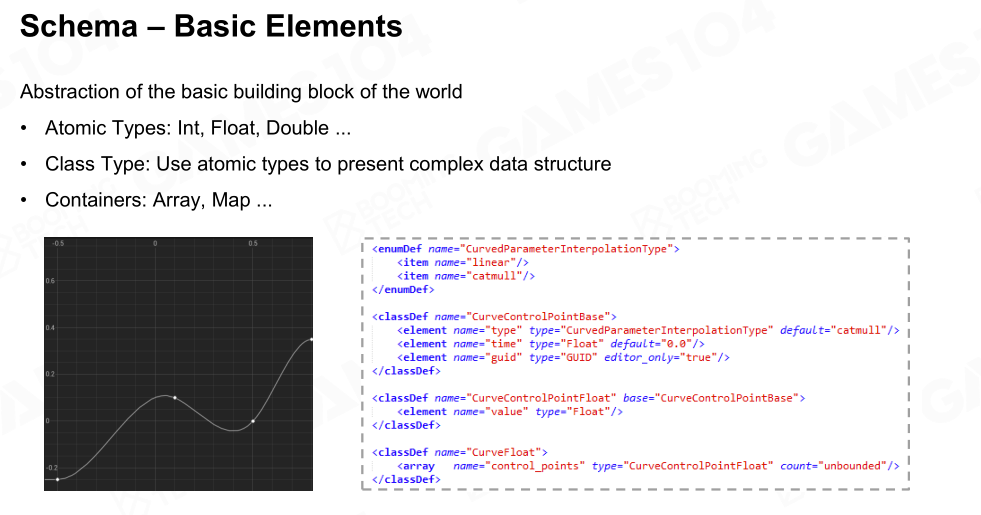 Schema – Basic Elements
Abstraction of the basic building block of the world
• Atomic Types: Int, Float, Double ...
• Class Type: Use atomic types to present complex data structure
• Containers: Array, Map ...
-0.5 0 0.5
0.6
0.4
0.2
0
-0.2
<enumDef name="CurvedParameterInterpolationType">
<item name="linear"/>
<item name="catmull"/>
</enumDef>
<classDef name="CurveControlPointBase">
<element name="type" type="CurvedParameterInterpolationType" default="catmull"/>
<element name="time" type="Float" default="0.0"/>
<element name="guid" type="GUID" editor_only="true"/>
</classDef>
<classDef name="CurveControlPointFloat" base="CurveControlPointBase">
<element name="value" type="Float"/>
</classDef>
<classDef name="CurveFloat">
<array name="control_points" type="CurveControlPointFloat" count="unbounded"/>
</classDef>
GAMES104
BOOMING TECH